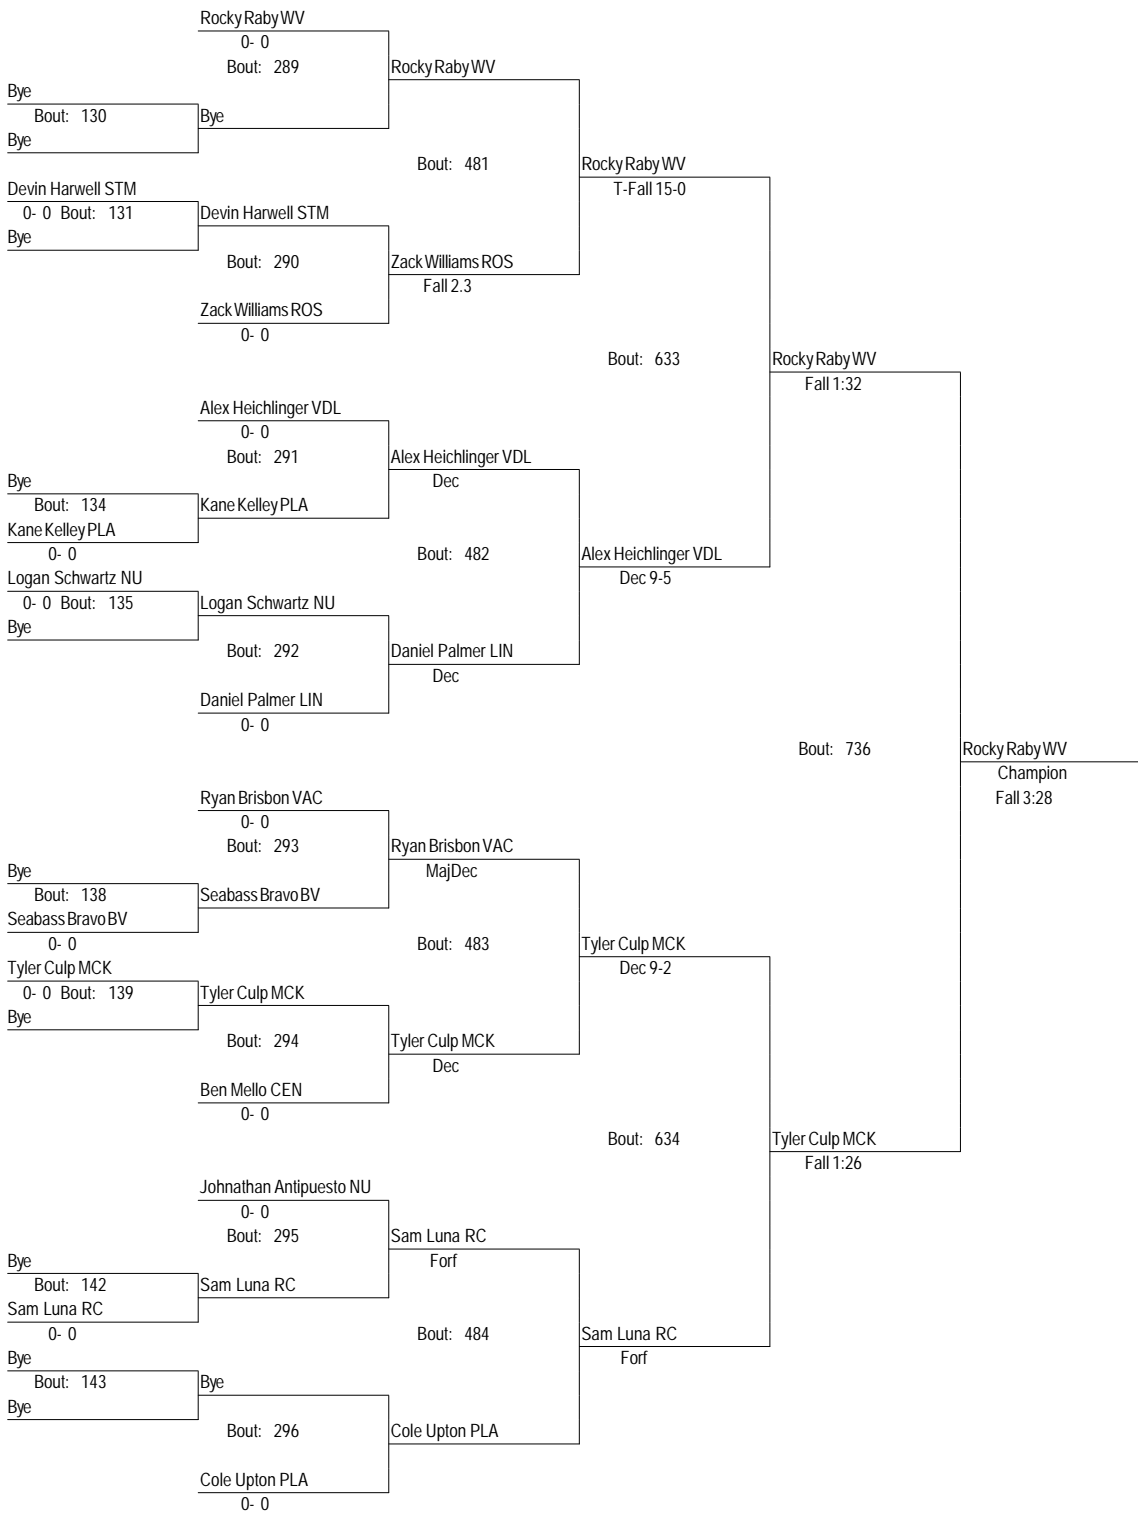 Rocky Raby WV
0- 0
Bout: 289
Rocky Raby WV
Bye
Bout: 130
Bye
Bye
Bout: 481
Rocky Raby WV
T-Fall 15-0
Devin Harwell STM
0- 0 Bout: 131
Devin Harwell STM
Bye
Bout: 290
Zack Williams ROS
Fall 2.3
Zack Williams ROS
0- 0
Bout: 633
Rocky Raby WV
Fall 1:32
Alex Heichlinger VDL
0- 0
Bout: 291
Alex Heichlinger VDL
Dec
Bye
Bout: 134
Kane Kelley PLA
Kane Kelley PLA
0- 0
Bout: 482
Alex Heichlinger VDL
Dec 9-5
Logan Schwartz NU
0- 0 Bout: 135
Logan Schwartz NU
Bye
Bout: 292
Daniel Palmer LIN
Dec
Daniel Palmer LIN
0- 0
Bout: 736
Rocky Raby WV
Champion
Fall 3:28
Ryan Brisbon VAC
0- 0
Bout: 293
Ryan Brisbon VAC
MajDec
Bye
Bout: 138
Seabass Bravo BV
Seabass Bravo BV
0- 0
Bout: 483
Tyler Culp MCK
Dec 9-2
Tyler Culp MCK
0- 0 Bout: 139
Tyler Culp MCK
Bye
Bout: 294
Tyler Culp MCK
Dec
Ben Mello CEN
0- 0
Bout: 634
Tyler Culp MCK
Fall 1:26
Johnathan Antipuesto NU
0- 0
Bout: 295
Sam Luna RC
Forf
Bye
Bout: 142
Sam Luna RC
Sam Luna RC
0- 0
Bout: 484
Sam Luna RC
Forf
Bye
Bout: 143
Bye
Bye
Bout: 296
Cole Upton PLA
Cole Upton PLA
0- 0